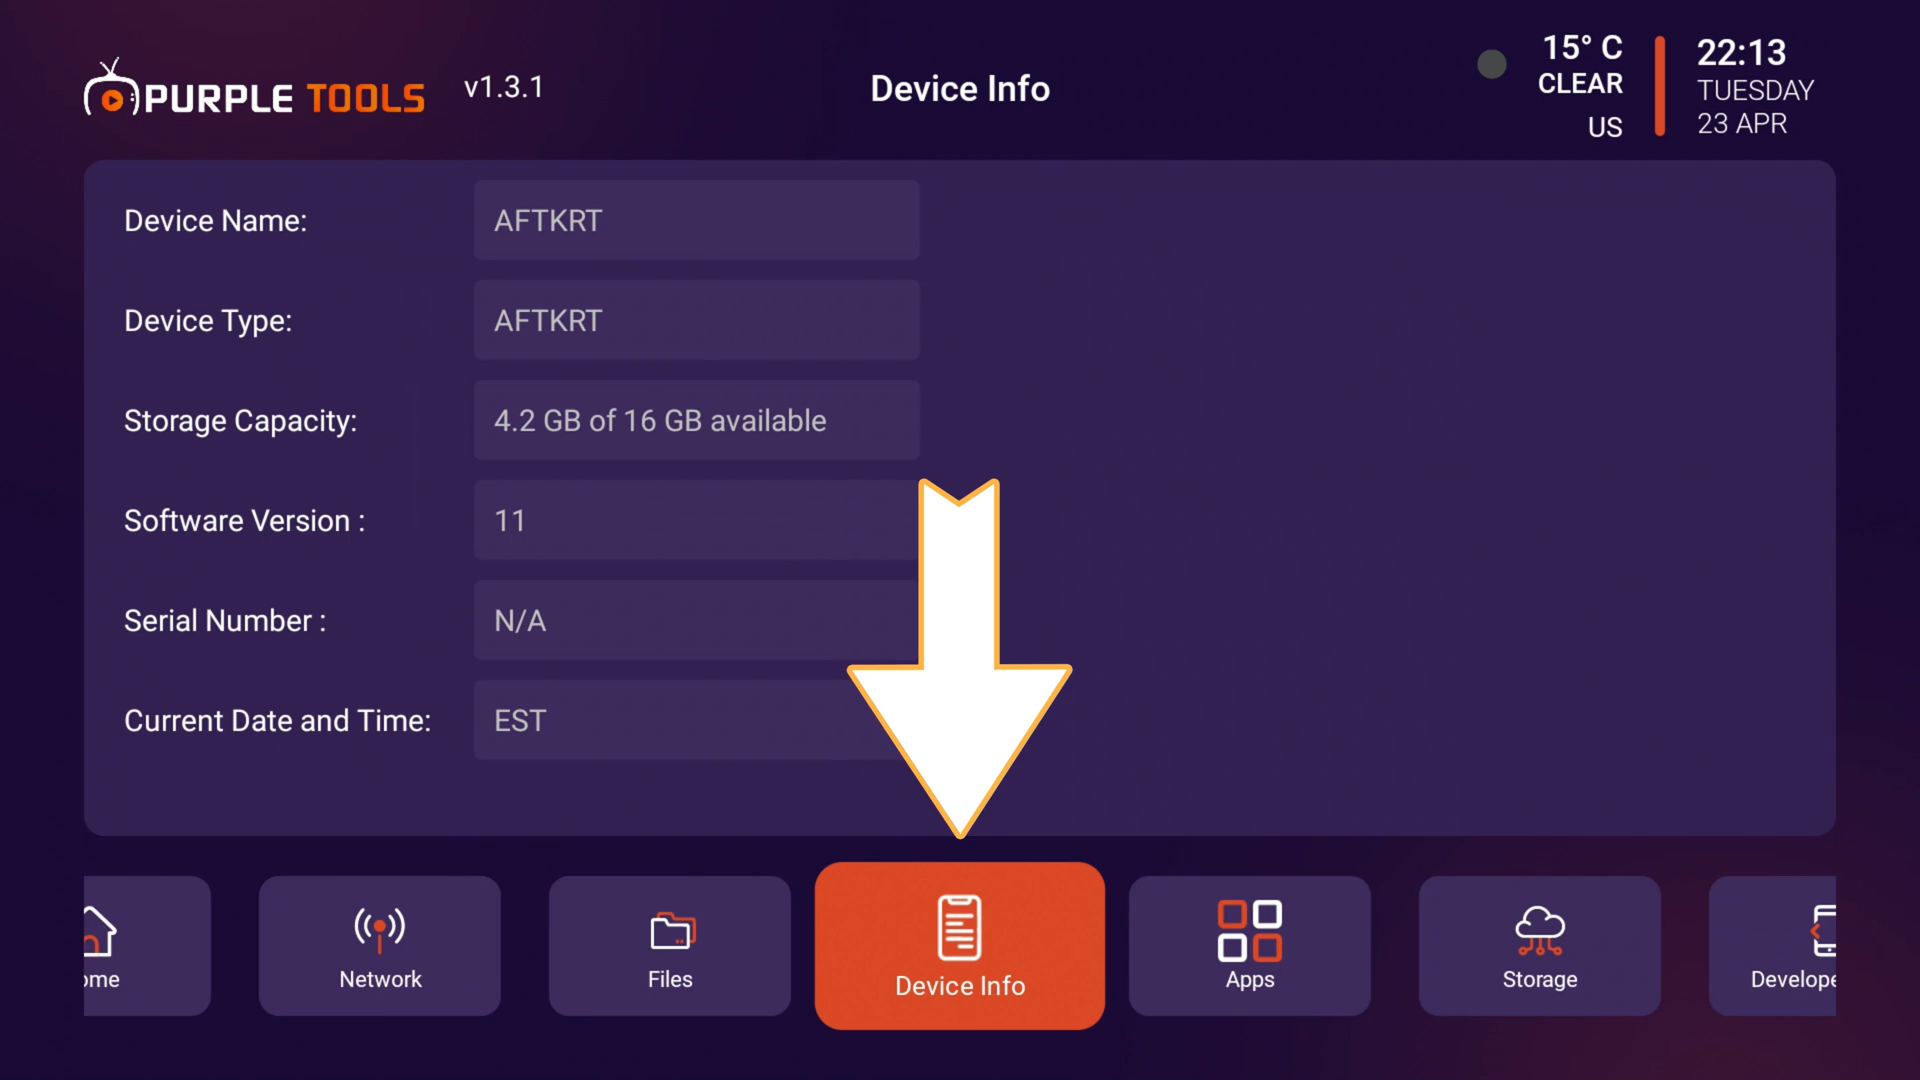 PURPLE TOOLS
v1.3.1
Device Info
15° C
CLEAR
US
22:13
TUESDAY
23 APR
Device Name:
AFTKRT
Device Type:
AFTKRT
Storage Capacity:
4.2 GB of 16 GB available
Software Version :
11
Serial Number :
N/A
Current Date and Time:
EST
ome
Network
Files
Device Info
Apps
Storage
Develope